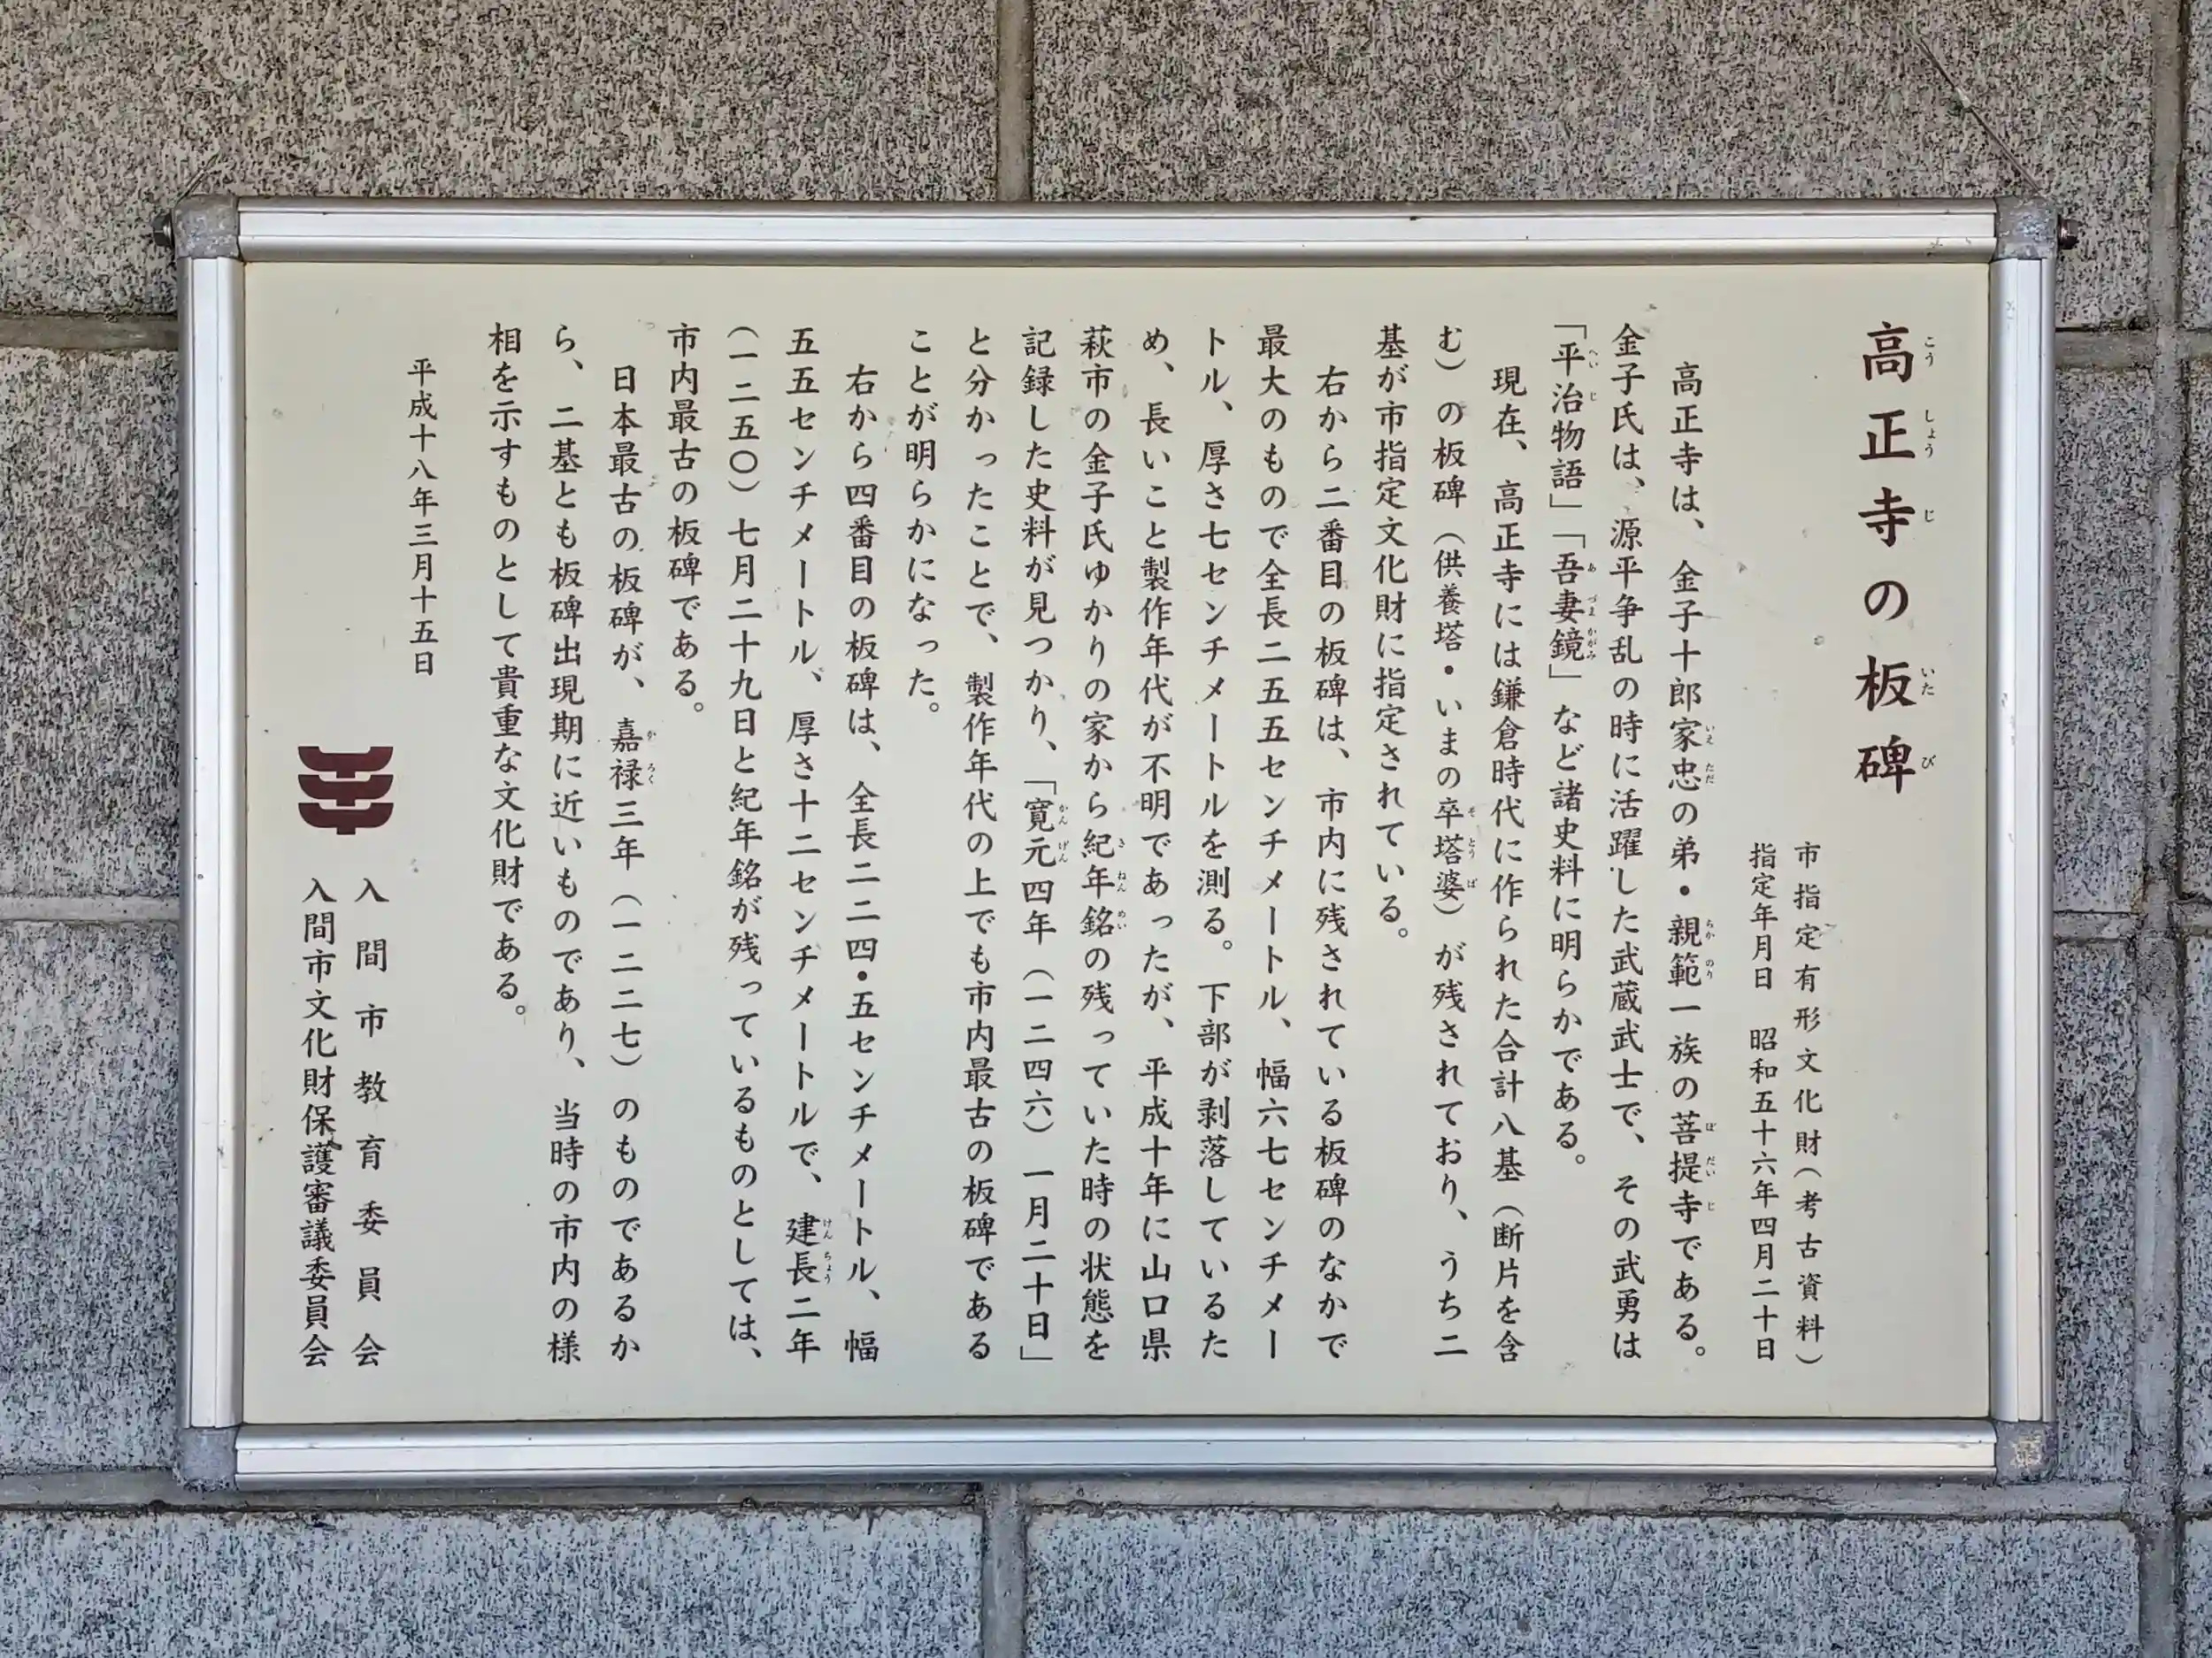 高正寺の板碑
市指定有形文化財(考古資料)
指定年月日　昭和五十六年四月二十日
高正寺は、金子十郎家忠の弟・親範一族の菩提寺である。
金子氏は、源平争乱の時に活躍した武蔵武士で、その武勇は
「平治物語」「吾妻鏡」など諸史料に明らかである。
現在、高正寺には鎌倉時代に作られた合計八基(断片を含
む)の板碑(供養塔・いまの卒塔婆)が残されており、うち二
基が市指定文化財に指定されている。
右から二番目の板碑は、市内に残されている板碑のなかで
最大のもので全長二五五センチメートル、幅六七センチメー
トル、厚さ七センチメートルを測る。下部が剥落しているた
め、長いこと製作年代が不明であったが、平成十年に山口県
萩市の金子氏ゆかりの家から紀年銘の残っていた時の状態を
記録した史料が見つかり、「寛元四年(一二四六)一月二十日」
と分かったことで、製作年代の上でも市内最古の板碑である
ことが明らかになった。
右から四番目の板碑は、全長二二四・五センチメートル、幅
五五センチメートル、厚さ十二センチメートルで、建長二年
(一二五〇)七月二十九日と紀年銘が残っているものとしては、
市内最古の板碑である。
日本最古の板碑が、嘉禄三年(一二二七)のものであるか
ら、二基とも板碑出現期に近いものであり、当時の市内の様
相を示すものとして貴重な文化財である。
平成十八年三月十五日
入間市教育委員会
入間市文化財保護審議委員会